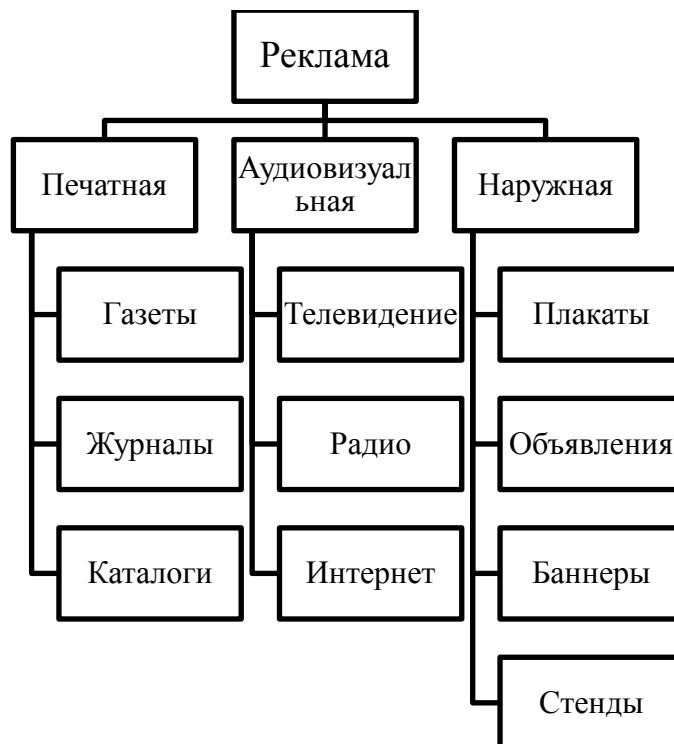 Реклама
Печатная
Аудиовизуал
ьная
Наружная
Газеты
Телевидение
Плакаты
Журналы
Радио
Объявления
Каталоги
Интернет
Баннеры
Стенды